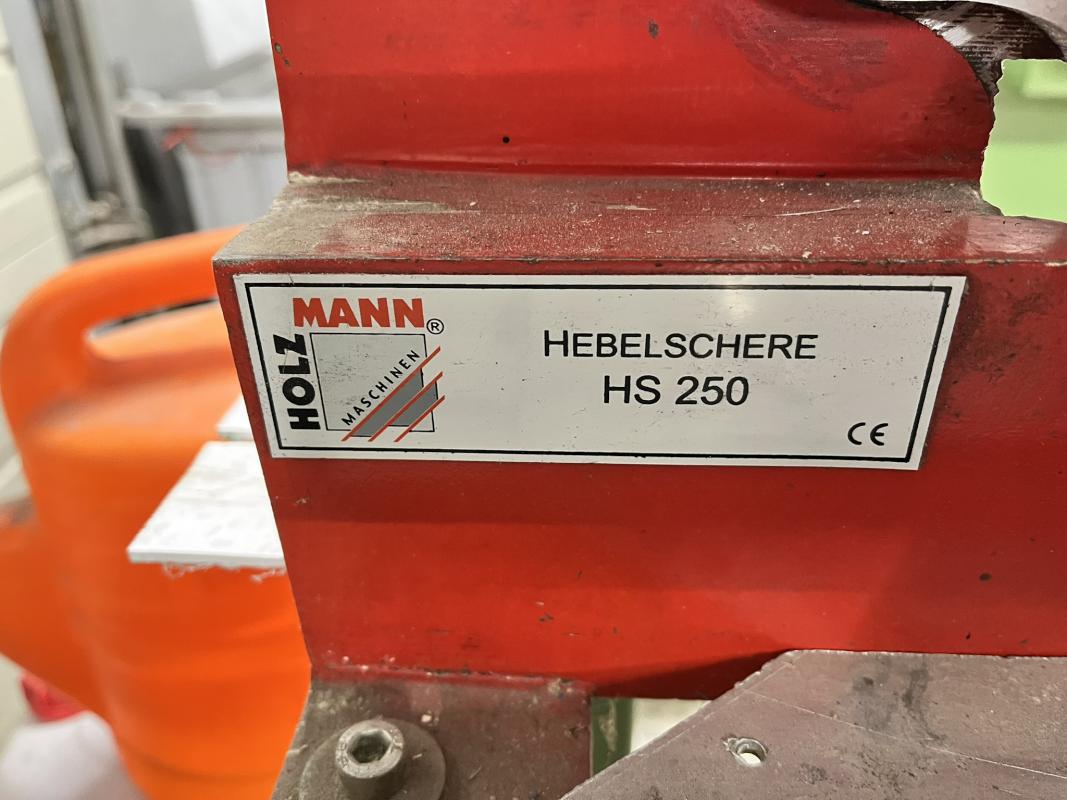 HOLZ
MANN®
MASCHINEN
HEBELSCHERE
HS 250
CE